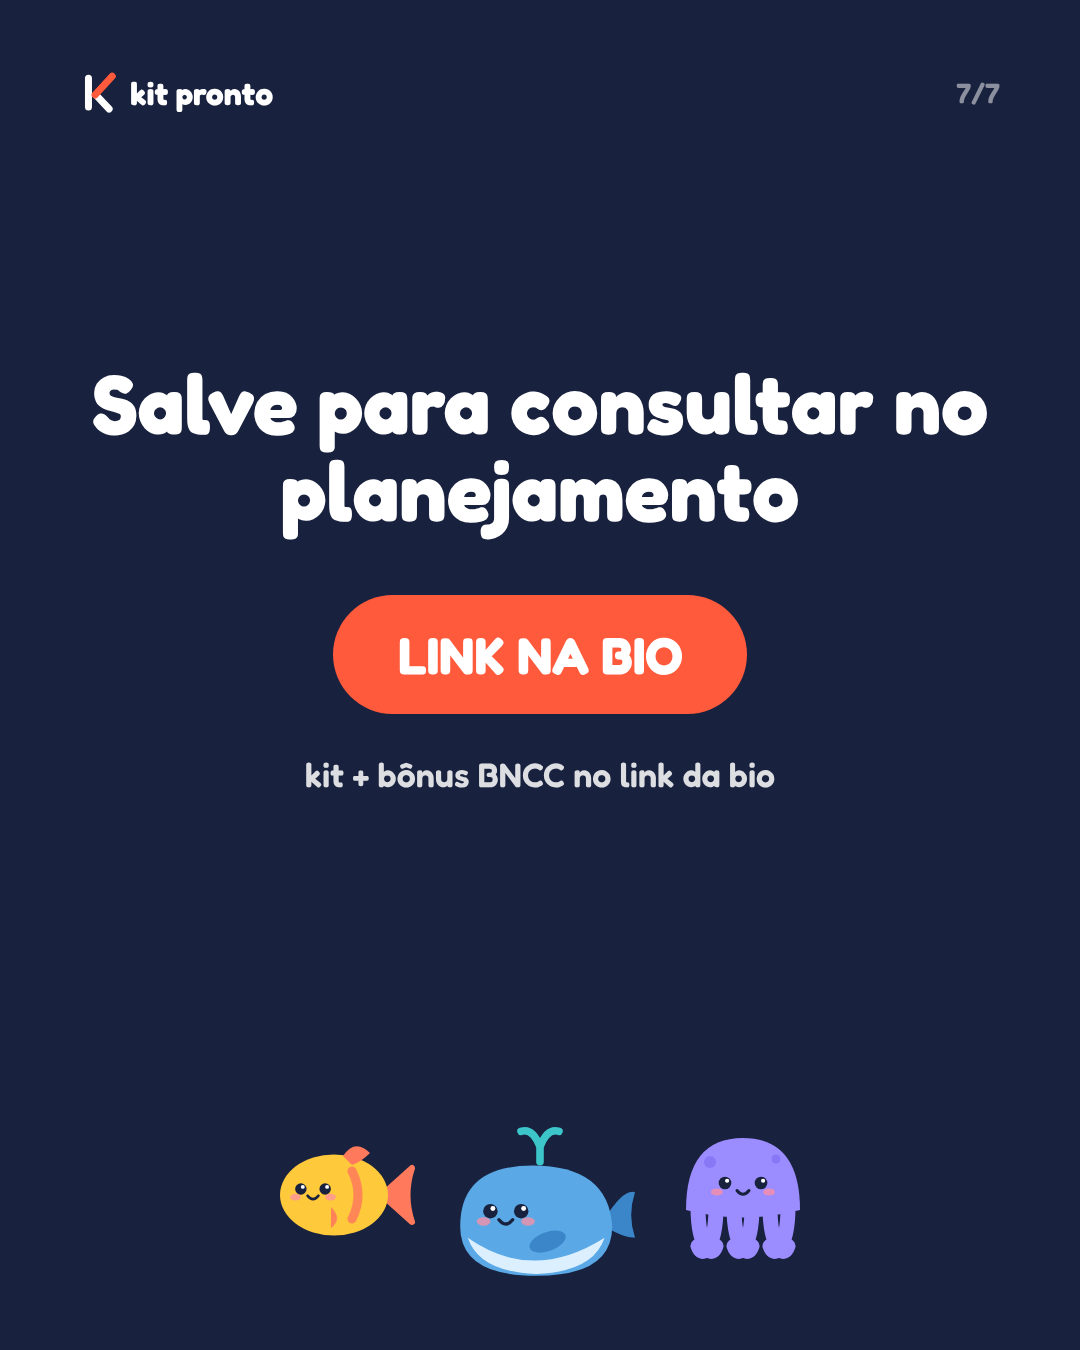 kit pronto
7/7
Salve para consultar no
planejamento
LINK NA BIO
kit + bônus BNCC no link da bio